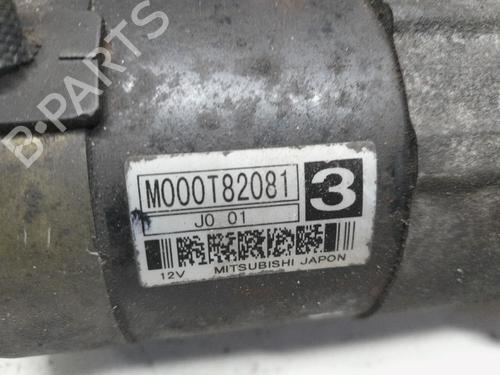 B-PARTS
M000T82081
3
J0 01
12V MITSUBISHI JAPON